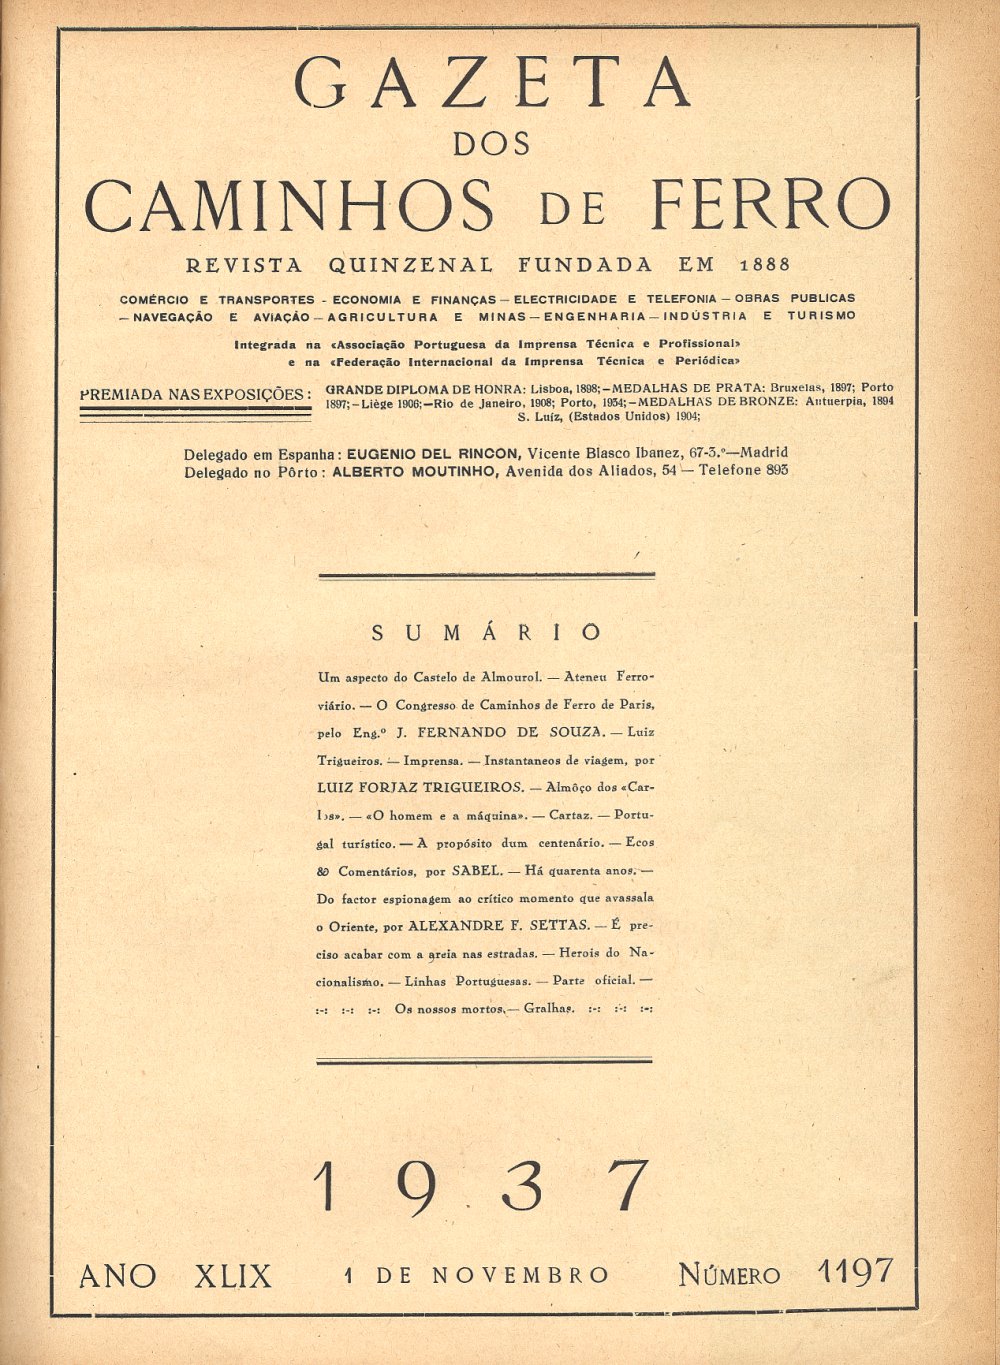 GAZETA
DOS
CAMINHOS DE FERRO
REVISTA QUINZENAL FUNDADA EM 1888
COMÉRCIO E TRANSPORTES - ECONOMIA E FINANÇAS — ELECTRICIDADE E TELEFONIA — OBRAS PUBLICAS
— NAVEGAÇÃO E AVIAÇÃO — AGRICULTURA E MINAS — ENGENHARIA — INDÚSTRIA E TURISMO
Integrada na «Associação Portuguesa da Imprensa Técnica e Profissional»
e na «Federação Internacional da Imprensa Técnica e Periódica»
PREMIADA NAS EXPOSIÇÕES:
GRANDE DIPLOMA DE HONRA: Lisboa, 1898;—MEDALHAS DE PRATA: Bruxelas, 1897; Porto
1897;—Liège 1906;—Rio de Janeiro, 1908; Porto, 1934;—MEDALHAS DE BRONZE: Antuerpia, 1894
S. Luíz, (Estados Unidos) 1904;
Delegado em Espanha: EUGENIO DEL RINCON, Vicente Blasco Ibanez, 67-3.º—Madrid
Delegado no Pôrto: ALBERTO MOUTINHO, Avenida dos Aliados, 54 — Telefone 893
SUMÁRIO
Um aspecto do Castelo de Almourol. — Ateneu Ferro-
viário. — O Congresso de Caminhos de Ferro de Paris,
pelo Eng.º J. FERNANDO DE SOUZA. — Luiz
Trigueiros. — Imprensa. — Instantaneos de viagem, por
LUIZ FORJAZ TRIGUEIROS. — Almôço dos «Car-
los». — «O homem e a máquina». — Cartaz. — Portu-
gal turístico. — A propósito dum centenário. — Ecos
& Comentários, por SABEL. — Há quarenta anos. —
Do factor espionagem ao crítico momento que avassala
o Oriente, por ALEXANDRE F. SETTAS. — É pre-
ciso acabar com a areia nas estradas. — Herois do Na-
cionalismo. — Linhas Portuguesas. — Parte oficial. —
:-: :-: :-: Os nossos mortos. — Gralhas. :-: :-: :-:
1937
ANO XLIX 1 DE NOVEMBRO NÚMERO 1197